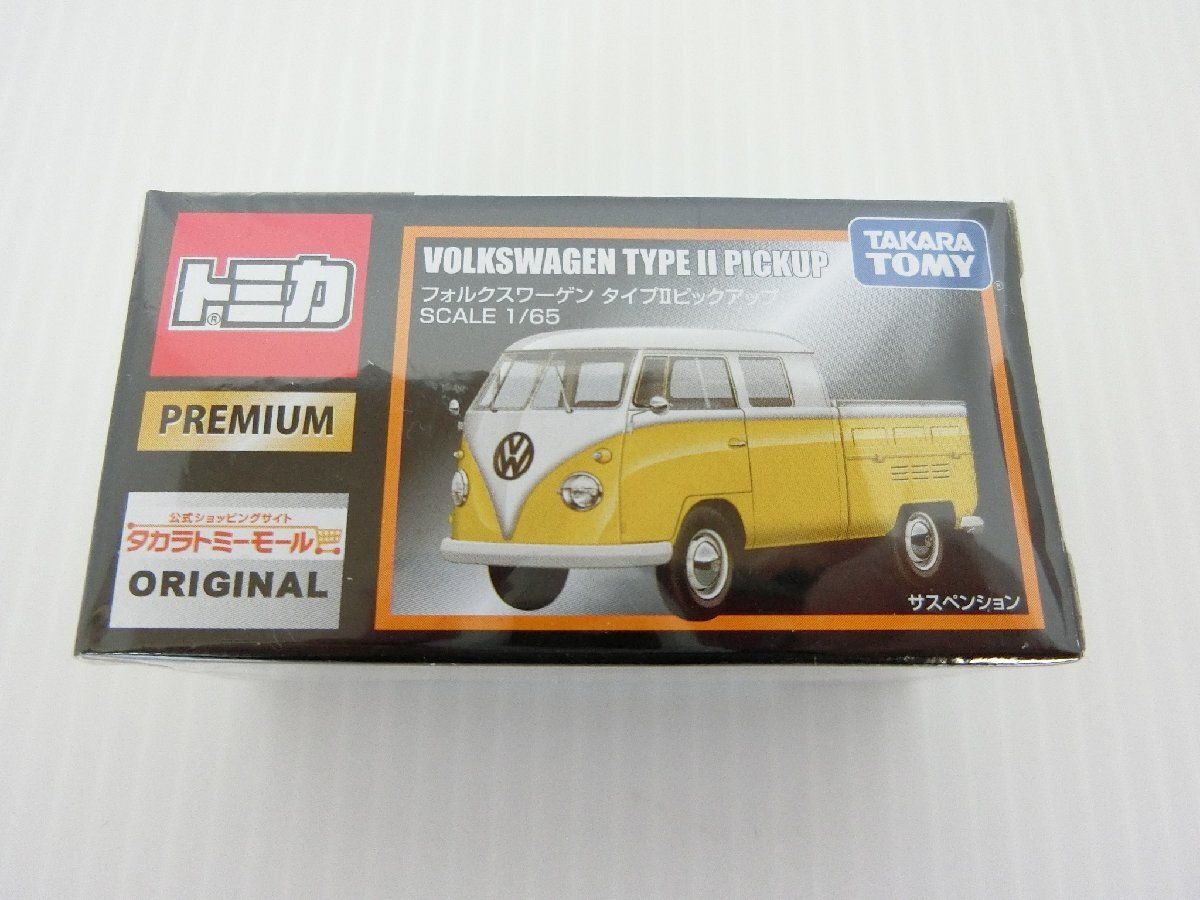 トミカ
®
PREMIUM
公式ショッピングサイト
タカラトミーモール
ORIGINAL
VOLKSWAGEN TYPE II PICKUP
フォルクスワーゲン タイプIIピックアップ
SCALE 1/65
TAKARA
TOMY
®
サスペンション